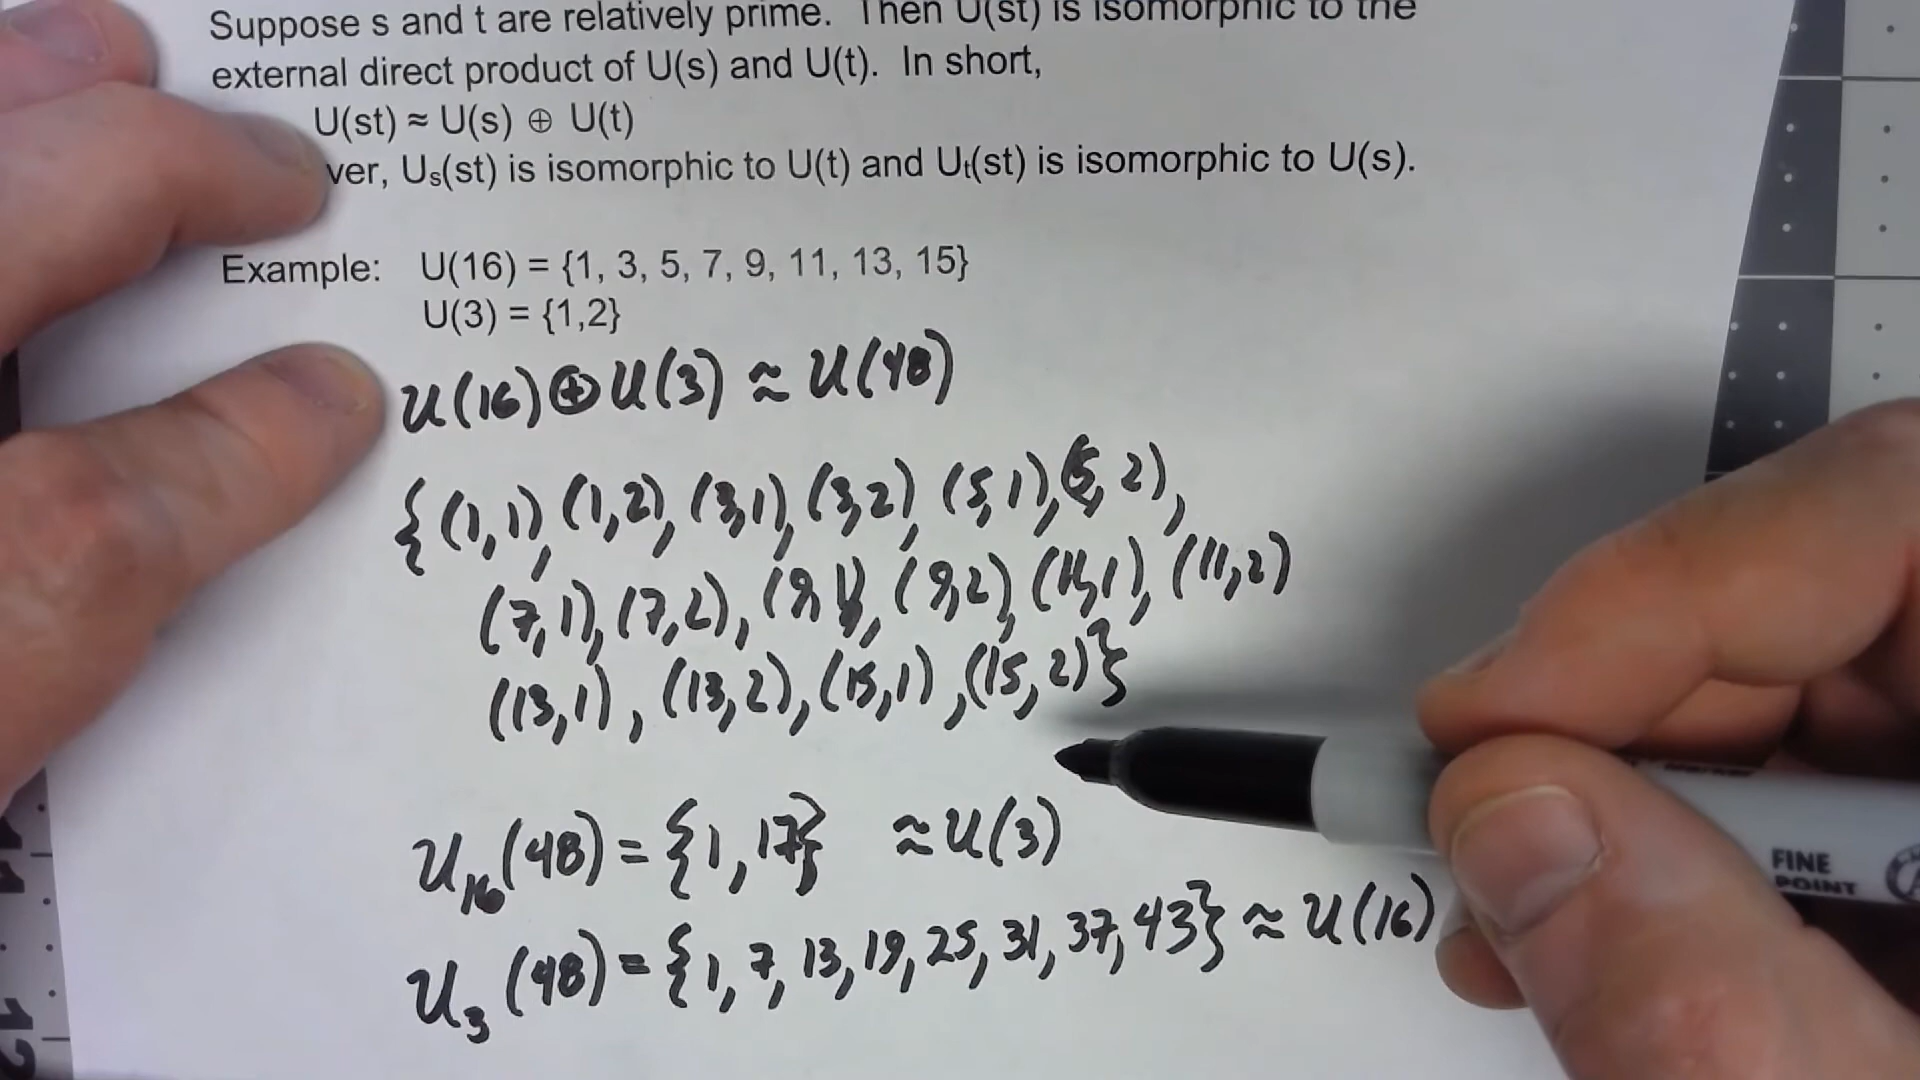 Suppose s and t are relatively prime. Then U(st) is isomorphic to the
external direct product of U(s) and U(t). In short,
U(st) ≈ U(s) ⊕ U(t)
ver, Uₛ(st) is isomorphic to U(t) and Uₜ(st) is isomorphic to U(s).
Example: U(16) = {1, 3, 5, 7, 9, 11, 13, 15}
U(3) = {1,2}
U(16) ⊕ U(3) ≈ U(48)
{(1,1), (1,2), (3,1), (3,2), (5,1), (5,2),
(7,1), (7,2), (9,1), (9,2), (11,1), (11,2)
(13,1), (13,2), (15,1), (15,2)}
U₁₆(48) = {1, 17} ≈ U(3)
U₃(48) = {1, 7, 13, 19, 25, 31, 37, 43} ≈ U(16)
FINE
POINT
11
12